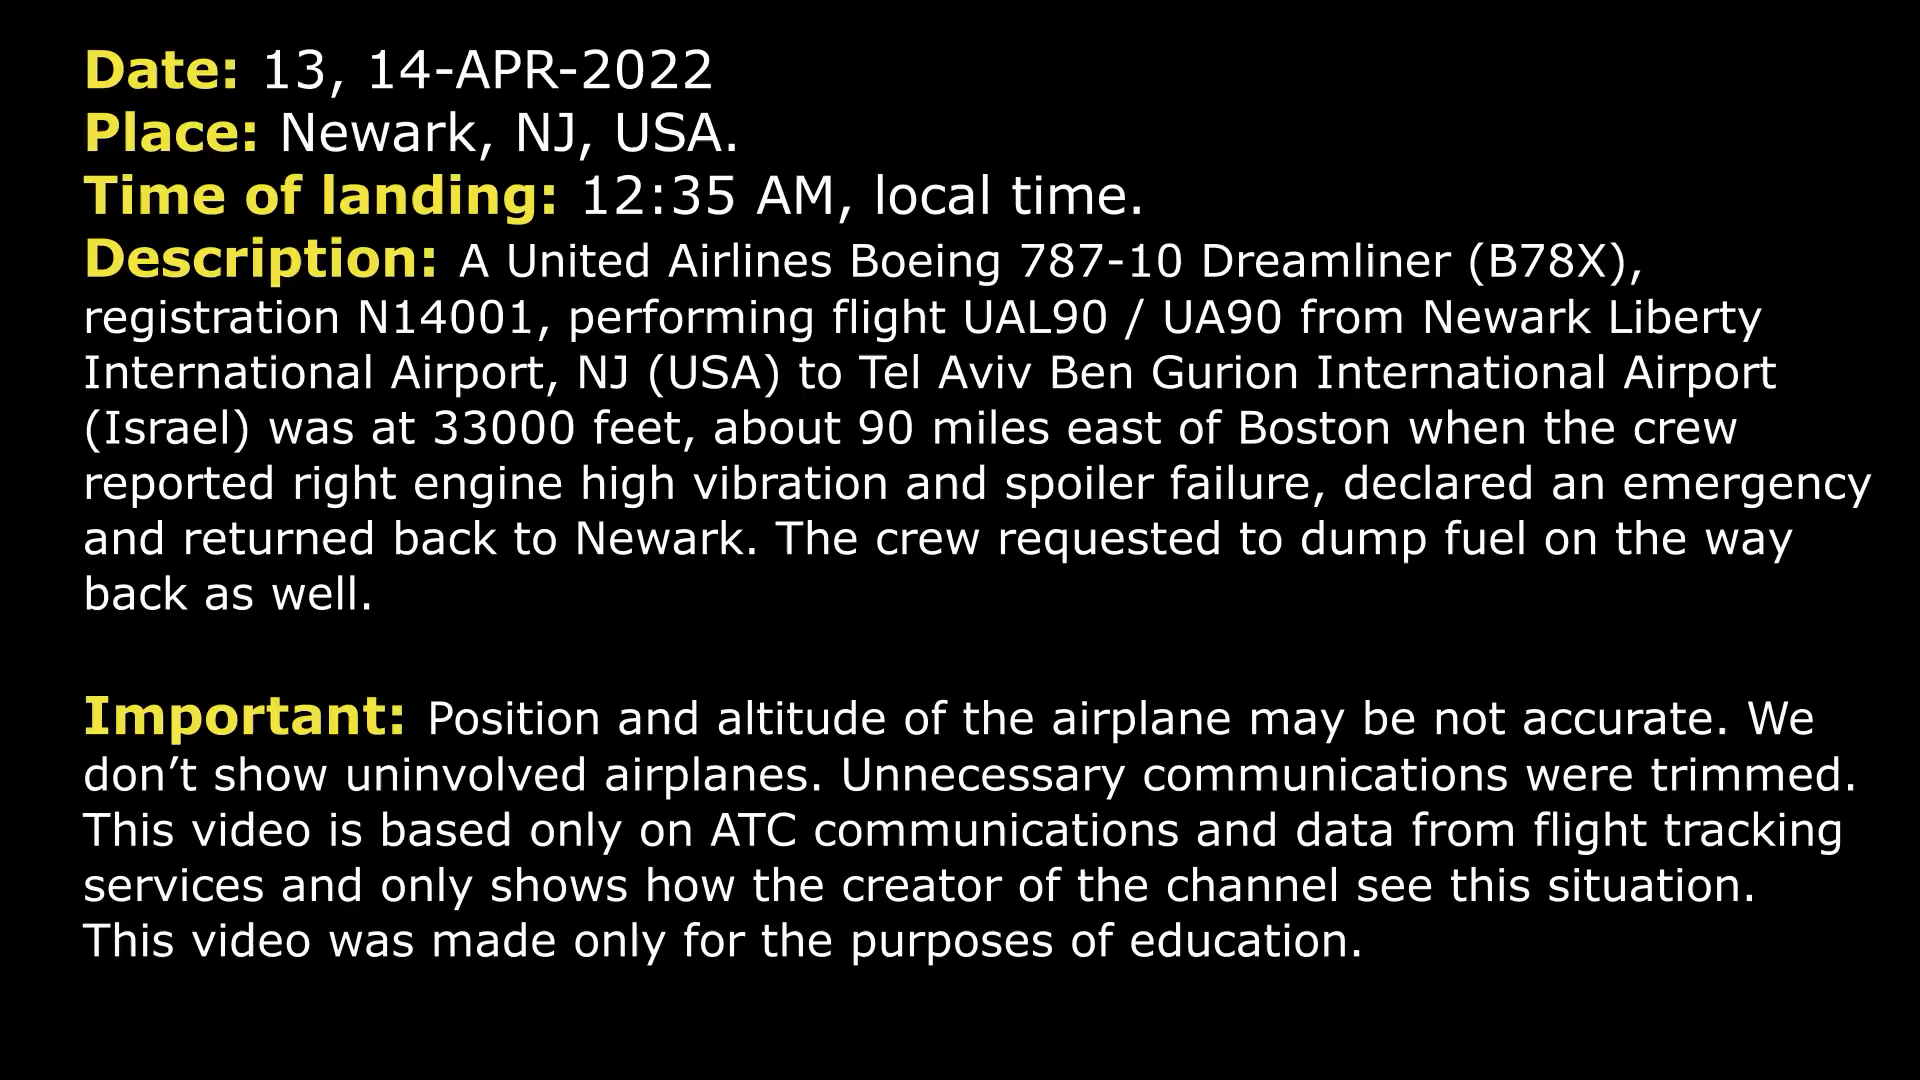 Date: 13, 14-APR-2022
Place: Newark, NJ, USA.
Time of landing: 12:35 AM, local time.
Description: A United Airlines Boeing 787-10 Dreamliner (B78X),
registration N14001, performing flight UAL90 / UA90 from Newark Liberty
International Airport, NJ (USA) to Tel Aviv Ben Gurion International Airport
(Israel) was at 33000 feet, about 90 miles east of Boston when the crew
reported right engine high vibration and spoiler failure, declared an emergency
and returned back to Newark. The crew requested to dump fuel on the way
back as well.
Important: Position and altitude of the airplane may be not accurate. We
don’t show uninvolved airplanes. Unnecessary communications were trimmed.
This video is based only on ATC communications and data from flight tracking
services and only shows how the creator of the channel see this situation.
This video was made only for the purposes of education.